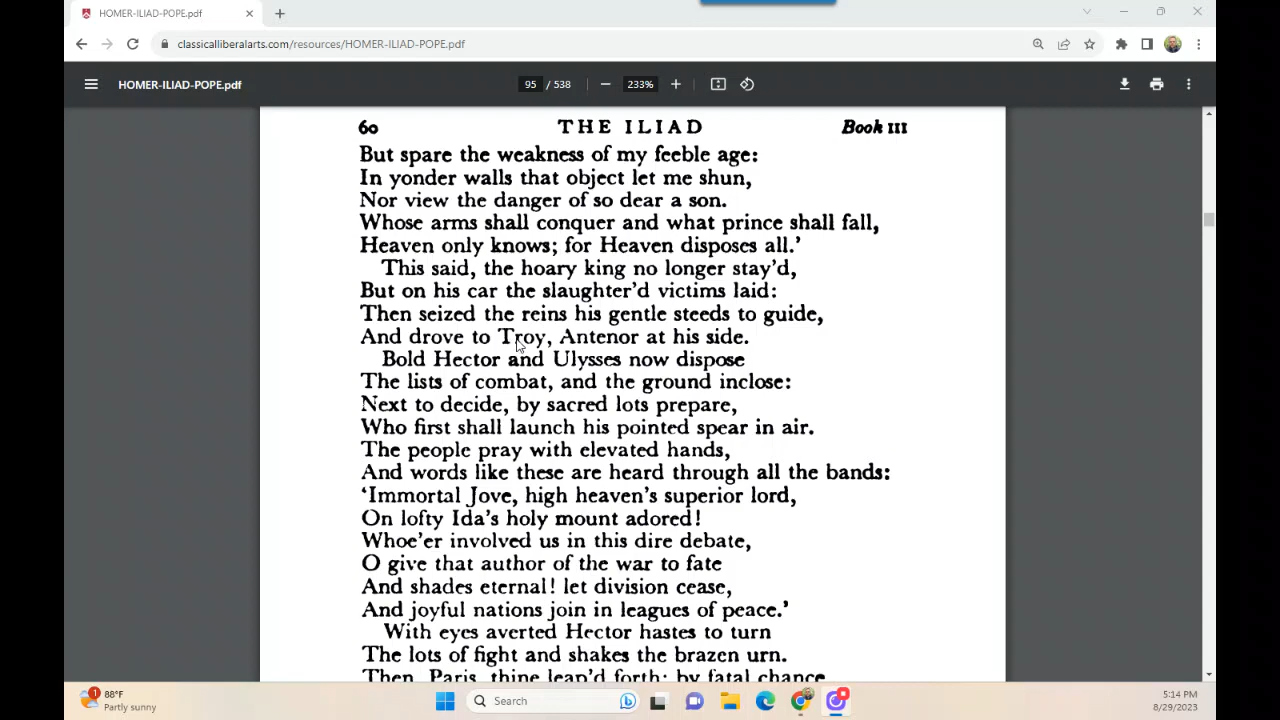 HOMER-ILIAD-POPE.pdf
classicalliberalarts.com/resources/HOMER-ILIAD-POPE.pdf
HOMER-ILIAD-POPE.pdf
95 / 538
233%
60 THE ILIAD Book III
But spare the weakness of my feeble age:
In yonder walls that object let me shun,
Nor view the danger of so dear a son.
Whose arms shall conquer and what prince shall fall,
Heaven only knows; for Heaven disposes all.'
This said, the hoary king no longer stay'd,
But on his car the slaughter'd victims laid:
Then seized the reins his gentle steeds to guide,
And drove to Troy, Antenor at his side.
Bold Hector and Ulysses now dispose
The lists of combat, and the ground inclose:
Next to decide, by sacred lots prepare,
Who first shall launch his pointed spear in air.
The people pray with elevated hands,
And words like these are heard through all the bands:
'Immortal Jove, high heaven's superior lord,
On lofty Ida's holy mount adored!
Whoe'er involved us in this dire debate,
O give that author of the war to fate
And shades eternal! let division cease,
And joyful nations join in leagues of peace.'
With eyes averted Hector hastes to turn
The lots of fight and shakes the brazen urn.
Then, Paris, thine leap'd forth; by fatal chance
1
88°F
Partly sunny
Search
5:14 PM
8/29/2023